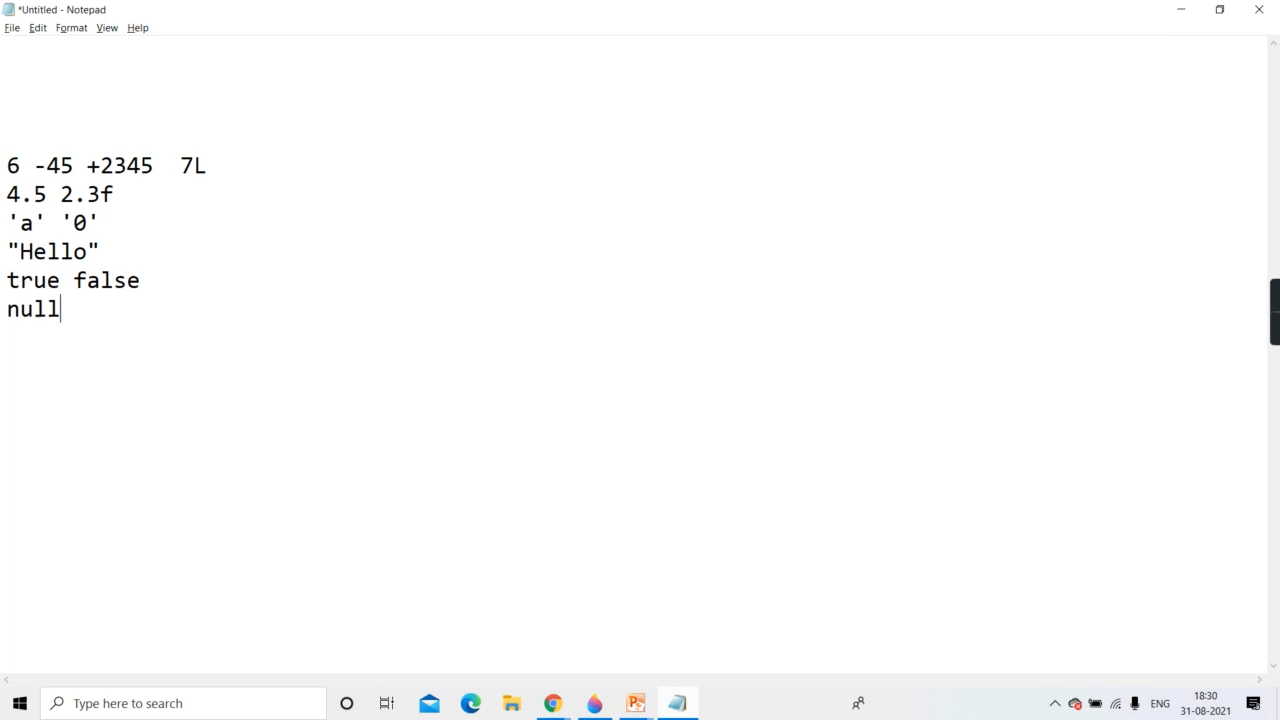 *Untitled - Notepad
File Edit Format View Help
6 -45 +2345  7L
4.5 2.3f
'a' '0'
"Hello"
true false
null
Type here to search
ENG
18:30
31-08-2021